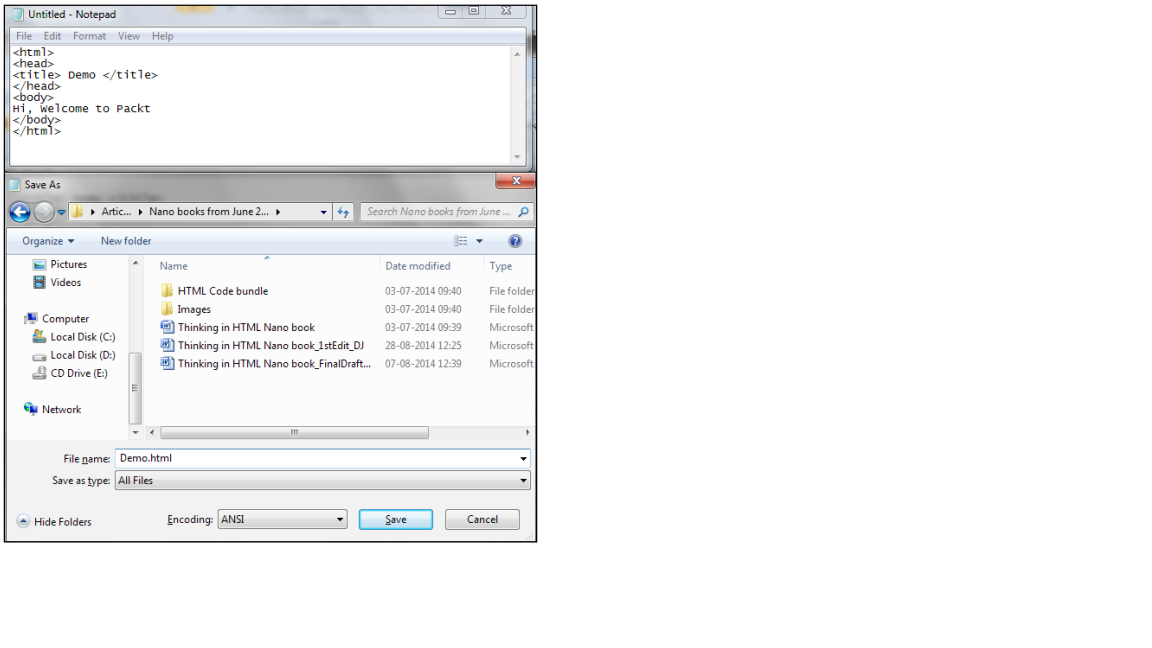 Untitled - Notepad
File Edit Format View Help
<html>
<head>
<title> Demo </title>
</head>
<body>
Hi, Welcome to Packt
</body>
</html>
Save As
Artic... Nano books from June 2... Search Nano books from June ...
Organize New folder
Name Date modified Type
Pictures
Videos
Computer
Local Disk (C:)
Local Disk (D:)
CD Drive (E:)
Network
HTML Code bundle 03-07-2014 09:40 File folder
Images 03-07-2014 09:40 File folder
Thinking in HTML Nano book 03-07-2014 09:39 Microsoft
Thinking in HTML Nano book_1stEdit_DJ 28-08-2014 12:25 Microsoft
Thinking in HTML Nano book_FinalDraft... 07-08-2014 12:39 Microsoft
File name: Demo.html
Save as type: All Files
Hide Folders Encoding: ANSI Save Cancel